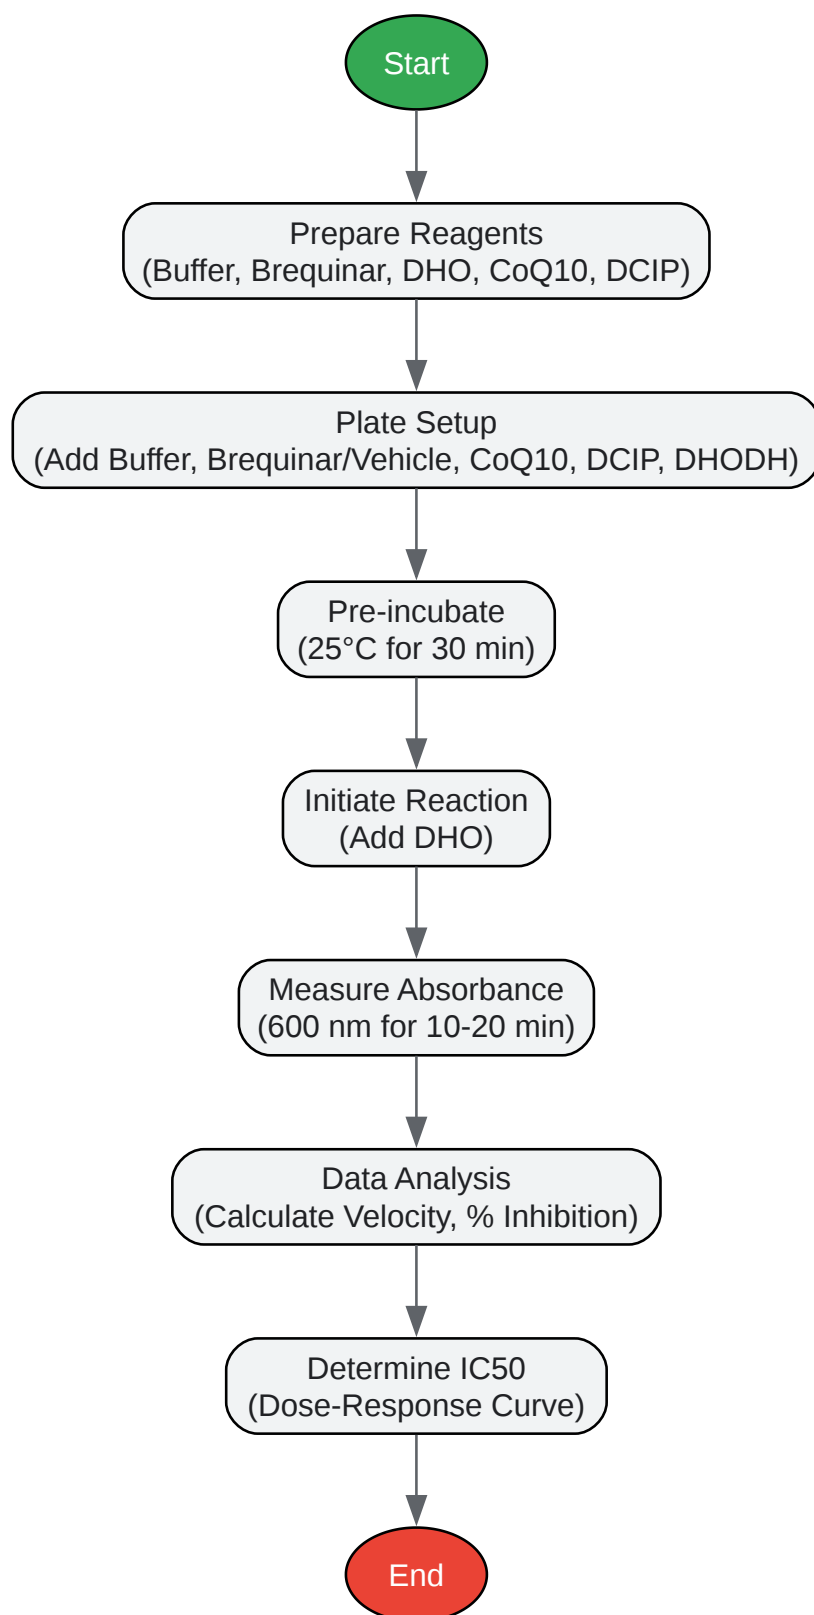 Start
Prepare Reagents
(Buffer, Brequinar, DHO, CoQ10, DCIP)
Plate Setup
(Add Buffer, Brequinar/Vehicle, CoQ10, DCIP, DHODH)
Pre-incubate
(25°C for 30 min)
Initiate Reaction
(Add DHO)
Measure Absorbance
(600 nm for 10-20 min)
Data Analysis
(Calculate Velocity, % Inhibition)
Determine IC50
(Dose-Response Curve)
End